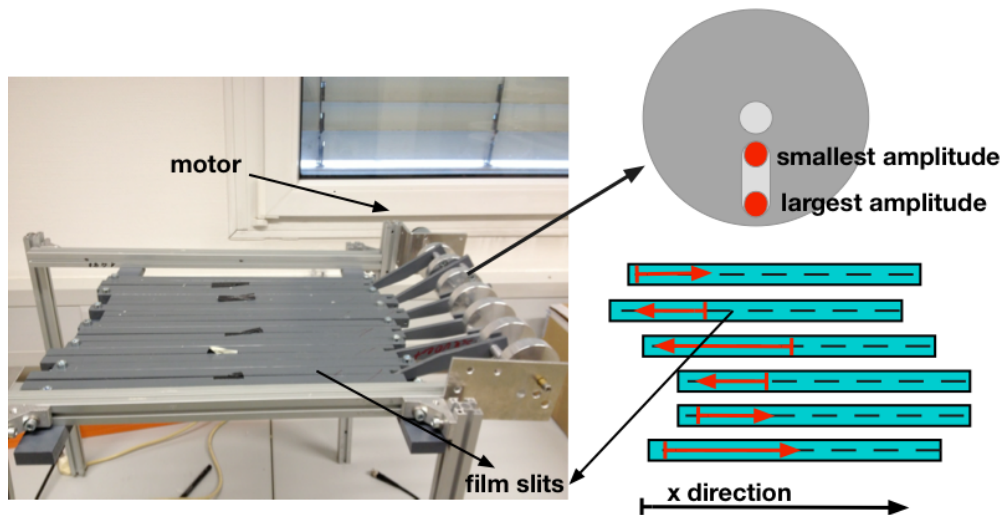 motor
smallest amplitude
largest amplitude
film slits
x direction